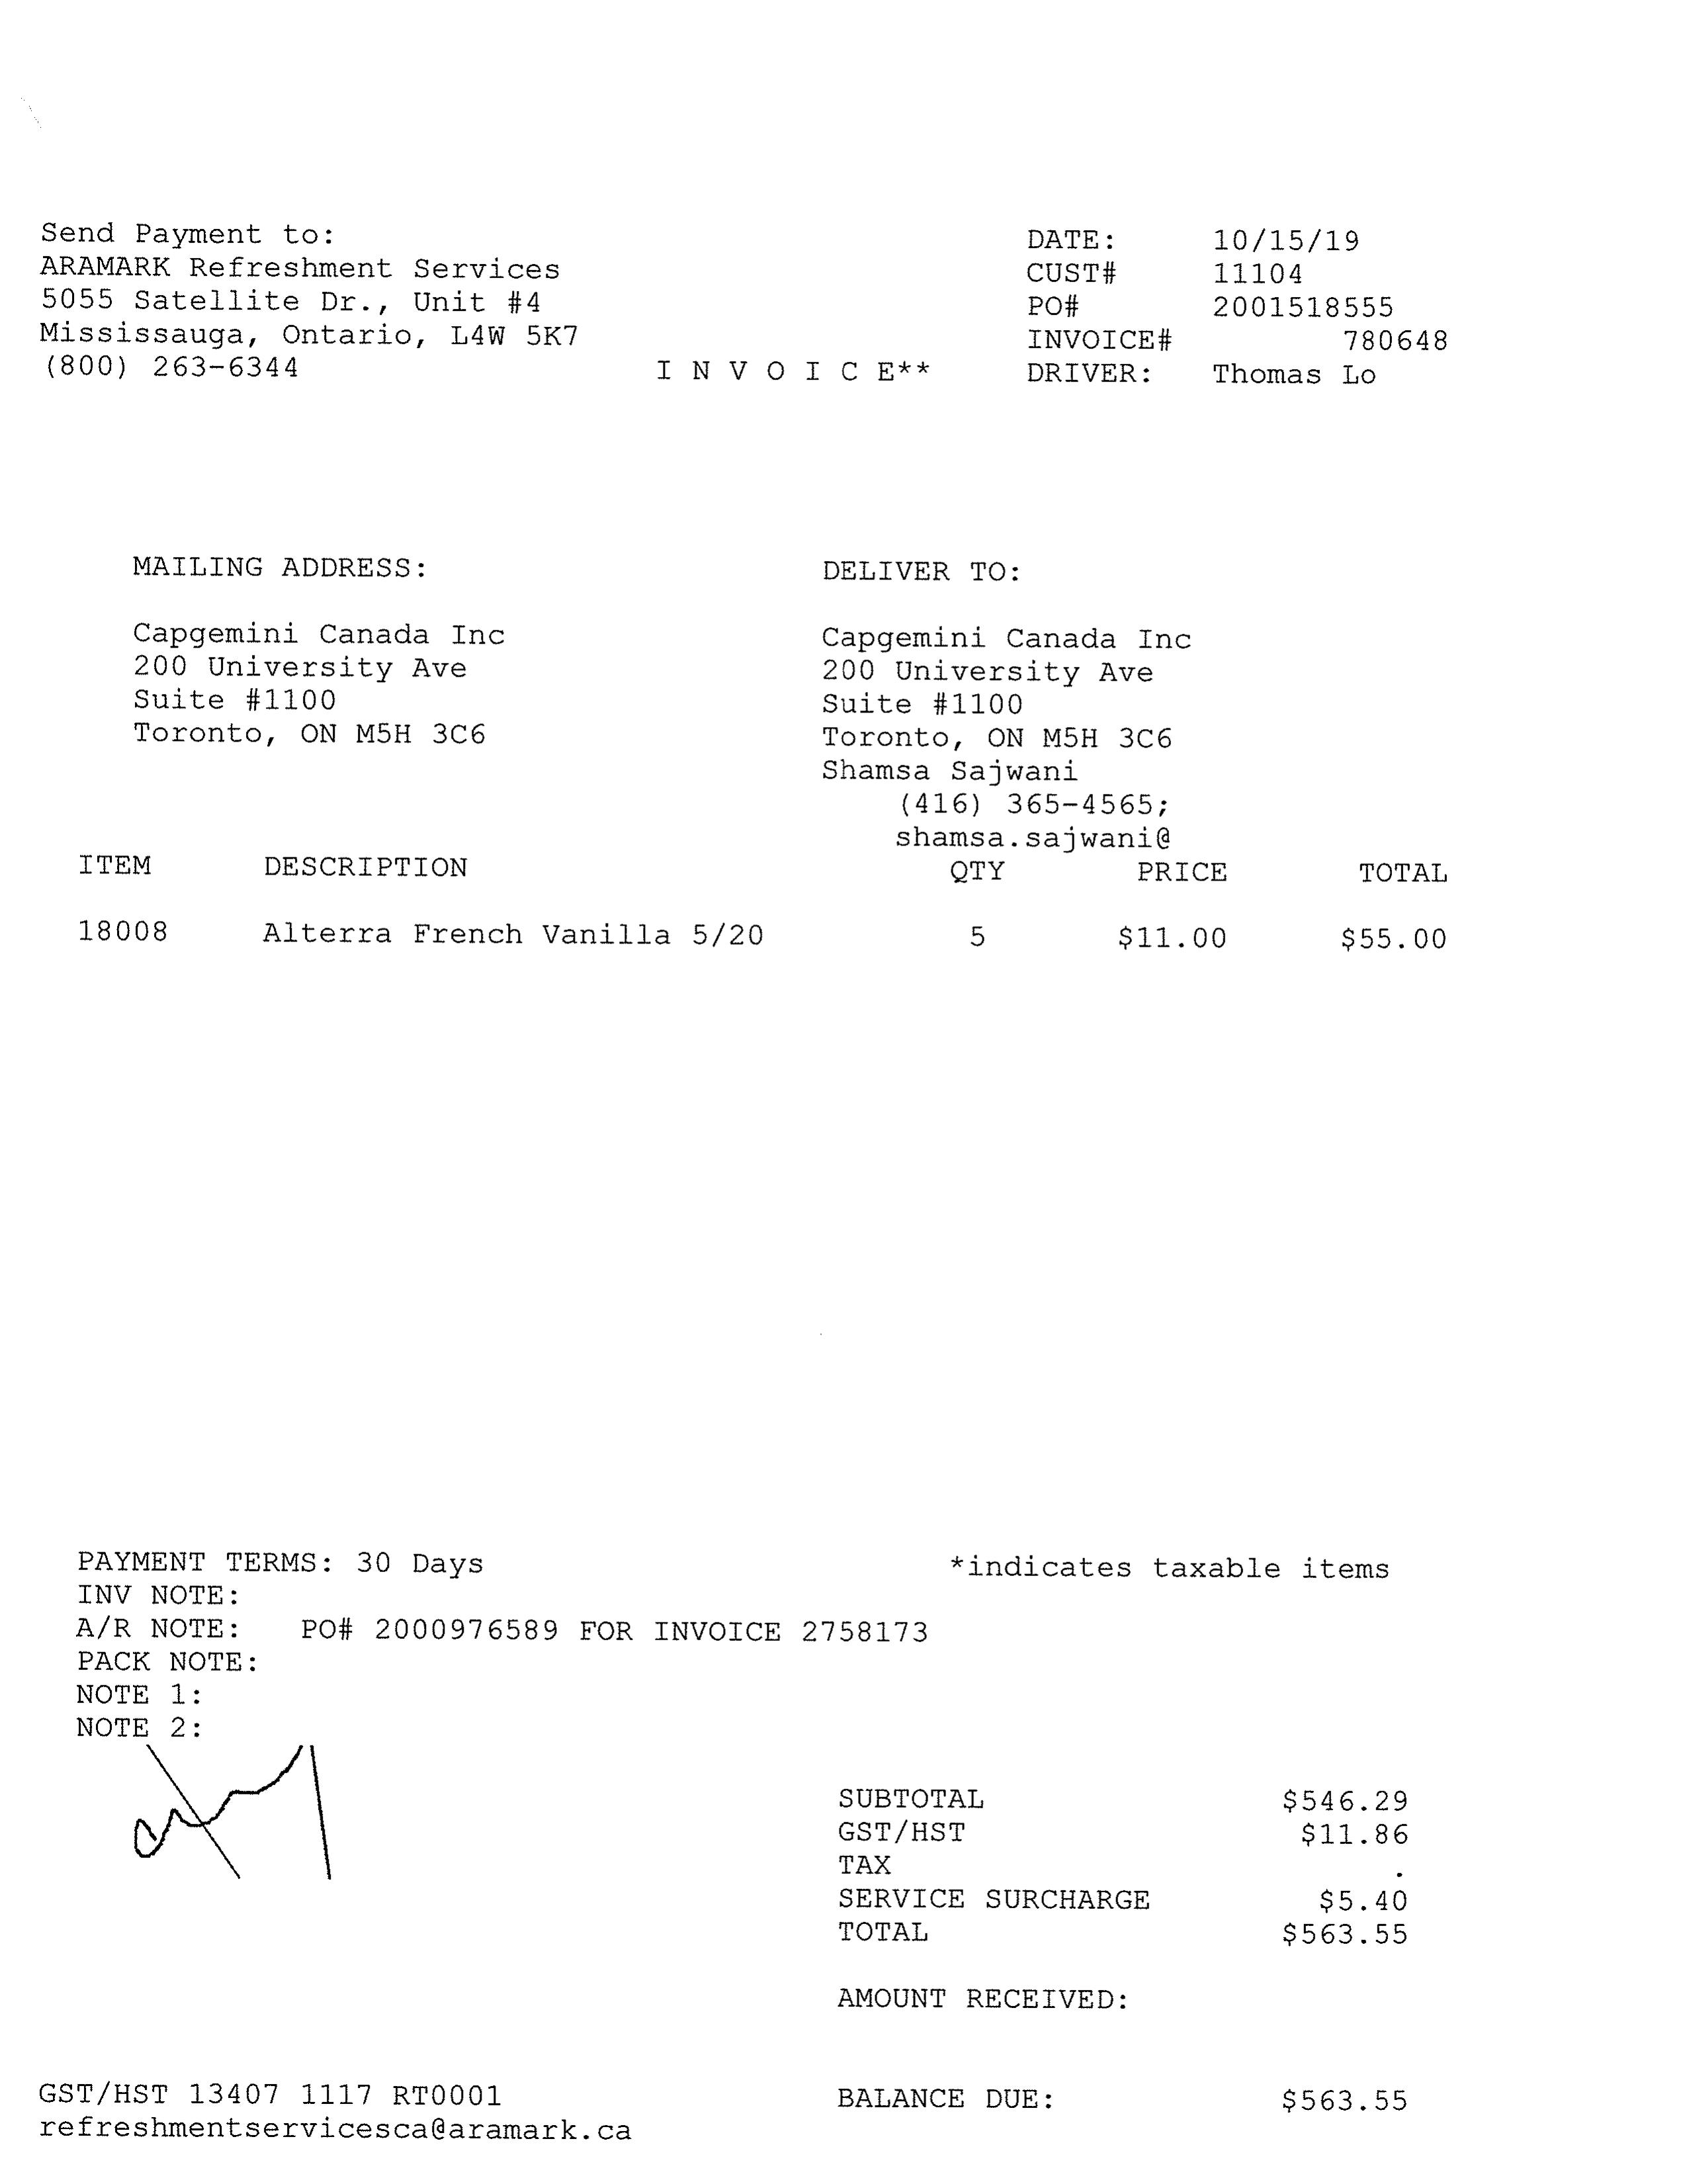 Send Payment to:
ARAMARK Refreshment Services
5055 Satellite Dr., Unit #4
Mississauga, Ontario, L4W 5K7
(800) 263-6344
I N V O I C E**
DATE: 10/15/19
CUST# 11104
PO# 2001518555
INVOICE# 780648
DRIVER: Thomas Lo
MAILING ADDRESS:
Capgemini Canada Inc
200 University Ave
Suite #1100
Toronto, ON M5H 3C6
DELIVER TO:
Capgemini Canada Inc
200 University Ave
Suite #1100
Toronto, ON M5H 3C6
Shamsa Sajwani
(416) 365-4565;
shamsa.sajwani@
ITEM DESCRIPTION QTY PRICE TOTAL
18008 Alterra French Vanilla 5/20 5 $11.00 $55.00
PAYMENT TERMS: 30 Days *indicates taxable items
INV NOTE:
A/R NOTE: PO# 2000976589 FOR INVOICE 2758173
PACK NOTE:
NOTE 1:
NOTE 2:
SUBTOTAL $546.29
GST/HST $11.86
TAX .
SERVICE SURCHARGE $5.40
TOTAL $563.55
AMOUNT RECEIVED:
BALANCE DUE: $563.55
GST/HST 13407 1117 RT0001
refreshmentservicesca@aramark.ca